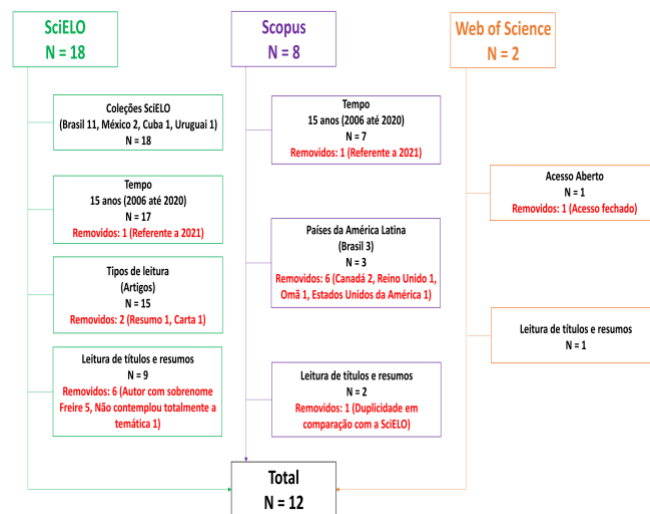 SciELO
N = 18
Coleções SciELO
(Brasil 11, México 2, Cuba 1, Uruguai 1)
N = 18
Tempo
15 anos (2006 até 2020)
N = 17
Removidos: 1 (Referente a 2021)
Tipos de leitura
(Artigos)
N = 15
Removidos: 2 (Resumo 1, Carta 1)
Leitura de títulos e resumos
N = 9
Removidos: 6 (Autor com sobrenome
Freire 5, Não contemplou totalmente a
temática 1)
Scopus
N = 8
Tempo
15 anos (2006 até 2020)
N = 7
Removidos: 1 (Referente a 2021)
Países da América Latina
(Brasil 3)
N = 3
Removidos: 6 (Canadá 2, Reino Unido 1,
Omã 1, Estados Unidos da América 1)
Leitura de títulos e resumos
N = 2
Removidos: 1 (Duplicidade em
comparação com a SciELO)
Web of Science
N = 2
Acesso Aberto
N = 1
Removidos: 1 (Acesso fechado)
Leitura de títulos e resumos
N = 1
Total
N = 12